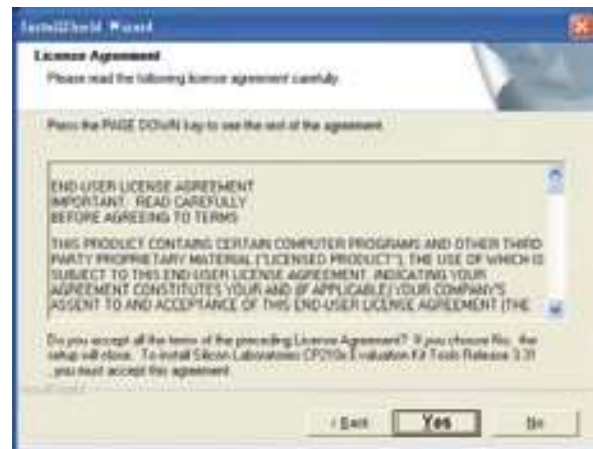 InstallShield Wizard
License Agreement
Please read the following license agreement carefully.
Press the PAGE DOWN key to see the rest of the agreement.
END-USER LICENSE AGREEMENT
IMPORTANT: READ CAREFULLY
BEFORE AGREEING TO TERMS
THIS PRODUCT CONTAINS CERTAIN COMPUTER PROGRAMS AND OTHER THIRD
PARTY PROPRIETARY MATERIAL ("LICENSED PRODUCT"), THE USE OF WHICH IS
SUBJECT TO THIS END-USER LICENSE AGREEMENT. INDICATING YOUR
AGREEMENT CONSTITUTES YOUR AND (IF APPLICABLE) YOUR COMPANY'S
ASSENT TO AND ACCEPTANCE OF THIS END-USER LICENSE AGREEMENT (THE
Do you accept all the terms of the preceding License Agreement? If you choose No, the
setup will close. To install Silicon Laboratories CP210x Evaluation Kit Tools Release 3.31
, you must accept this agreement.
InstallShield
< Back
Yes
No